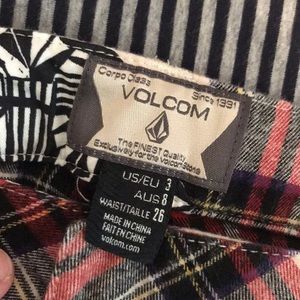 Corpo Class
Since 1991
VOLCOM
The FINEST Quality
Exclusively for the Volcom Stone
US/EU 3
AUS 8
WAIST/TAILLE 26
MADE IN CHINA
FAIT EN CHINE
volcom.com